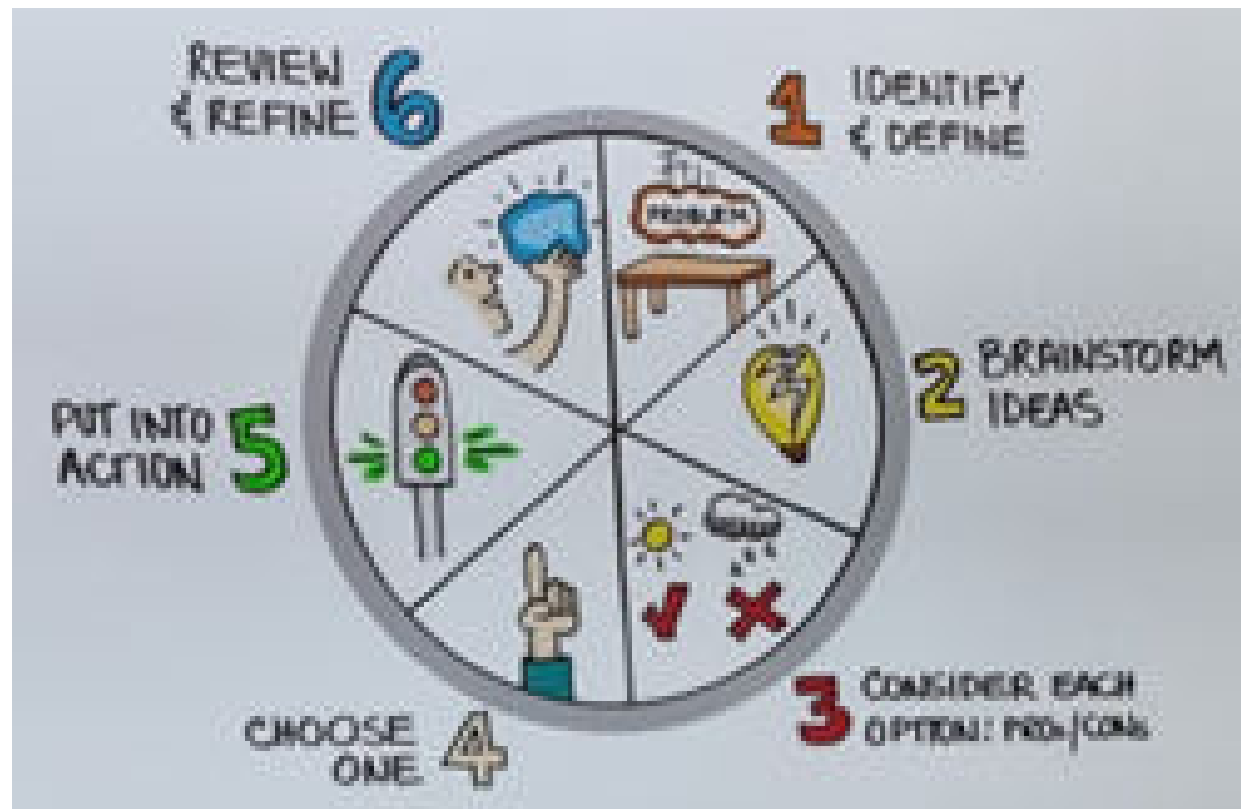 1 IDENTIFY
& DEFINE
PROBLEM
2 BRAINSTORM
IDEAS
3 CONSIDER EACH
OPTION: PROS/CONS
4 CHOOSE
ONE
5 PUT INTO
ACTION
6 REVIEW
& REFINE